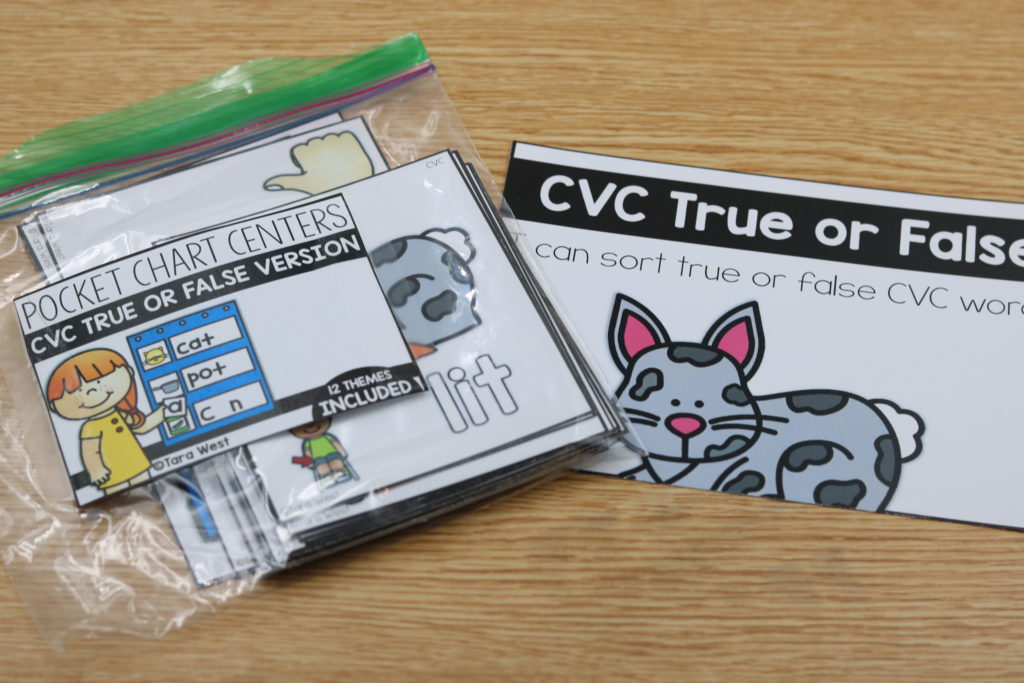 POCKET CHART CENTERS
CVC TRUE OR FALSE VERSION
cat
pot
c n
a
12 THEMES
INCLUDED
©Tara West
CVC
lit
CVC True or False
I can sort true or false CVC